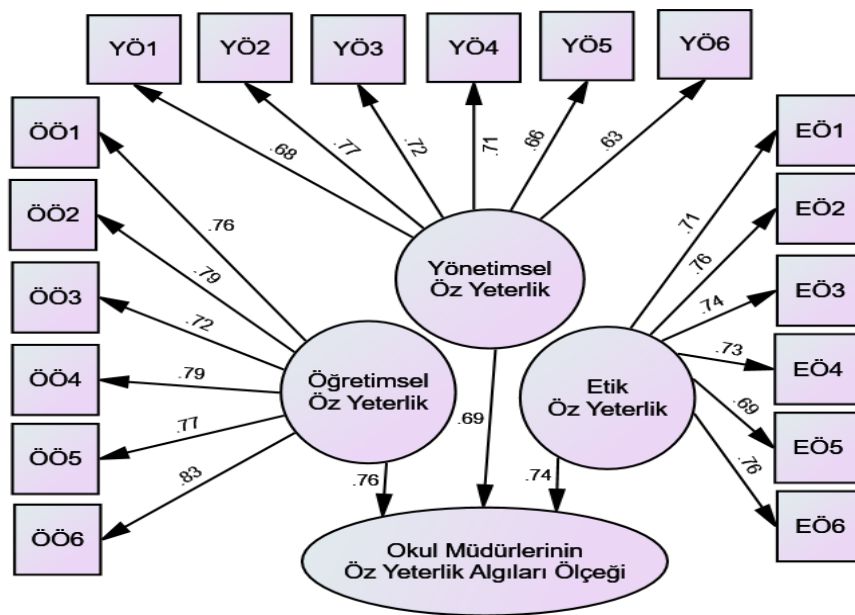 YÖ1
YÖ2
YÖ3
YÖ4
YÖ5
YÖ6
ÖÖ1
ÖÖ2
ÖÖ3
ÖÖ4
ÖÖ5
ÖÖ6
EÖ1
EÖ2
EÖ3
EÖ4
EÖ5
EÖ6
.68
.77
.72
.71
.66
.63
.76
.79
.72
.79
.77
.83
.71
.76
.74
.73
.69
.76
Yönetimsel
Öz Yeterlik
Öğretimsel
Öz Yeterlik
Etik
Öz Yeterlik
.76
.69
.74
Okul Müdürlerinin
Öz Yeterlik Algıları Ölçeği